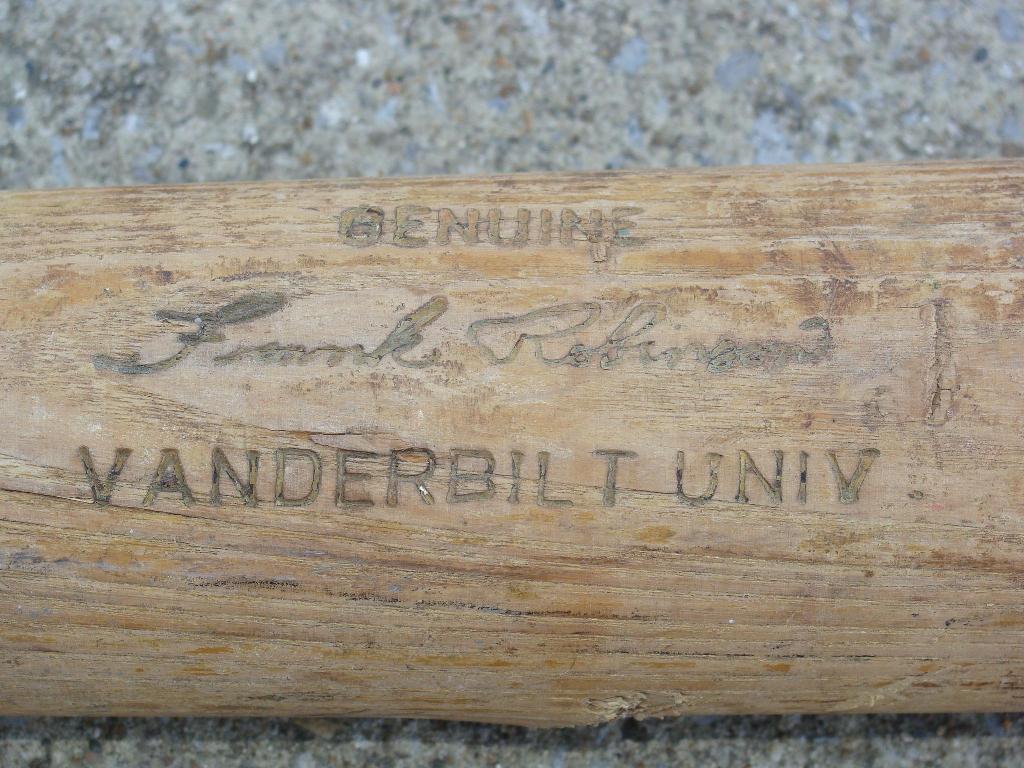 GENUINE
Frank Robinson
VANDERBILT UNIV.